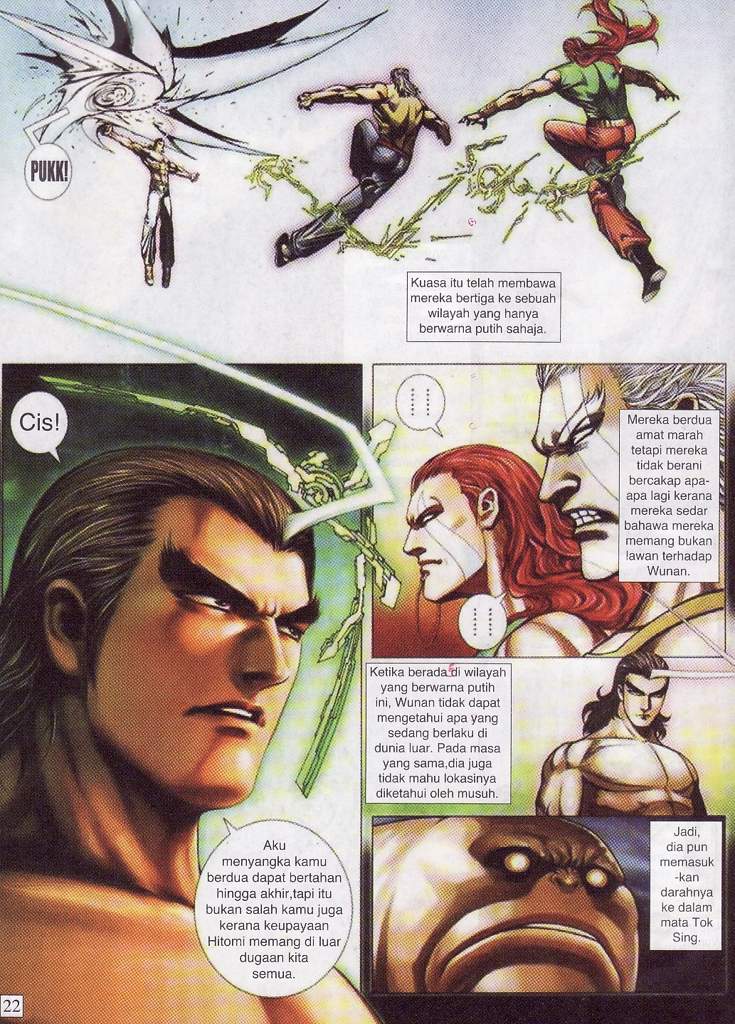 PUKK!
Kuasa itu telah membawa
mereka bertiga ke sebuah
wilayah yang hanya
berwarna putih sahaja.
Cis!
Mereka berdua
amat marah
tetapi mereka
tidak berani
bercakap apa-
apa lagi kerana
mereka sedar
bahawa mereka
memang bukan
lawan terhadap
Wunan.
Aku
menyangka kamu
berdua dapat bertahan
hingga akhir,tapi itu
bukan salah kamu juga
kerana keupayaan
Hitomi memang di luar
dugaan kita
semua.
Ketika berada di wilayah
yang berwarna putih
ini, Wunan tidak dapat
mengetahui apa yang
sedang berlaku di
dunia luar. Pada masa
yang sama,dia juga
tidak mahu lokasinya
diketahui oleh musuh.
Jadi,
dia pun
memasuk
-kan
darahnya
ke dalam
mata Tok
Sing.
22